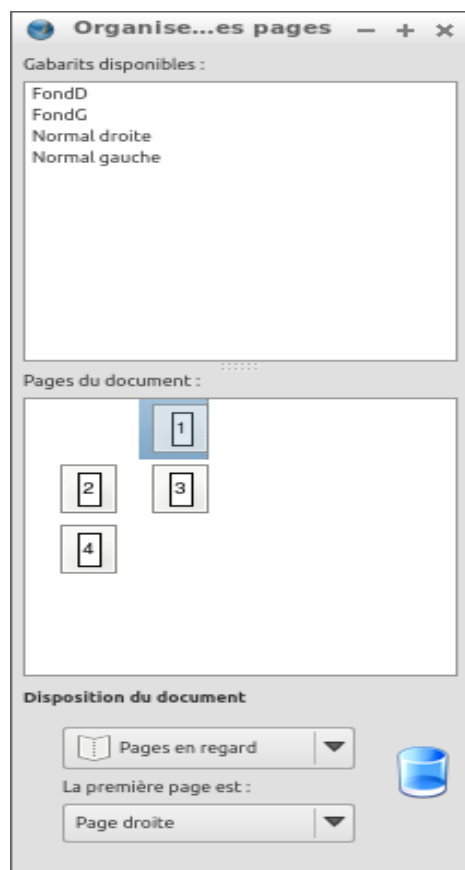 Organise...es pages
Gabarits disponibles :
FondD
FondG
Normal droite
Normal gauche
Pages du document :
1
2 3
4
Disposition du document
Pages en regard
La première page est :
Page droite